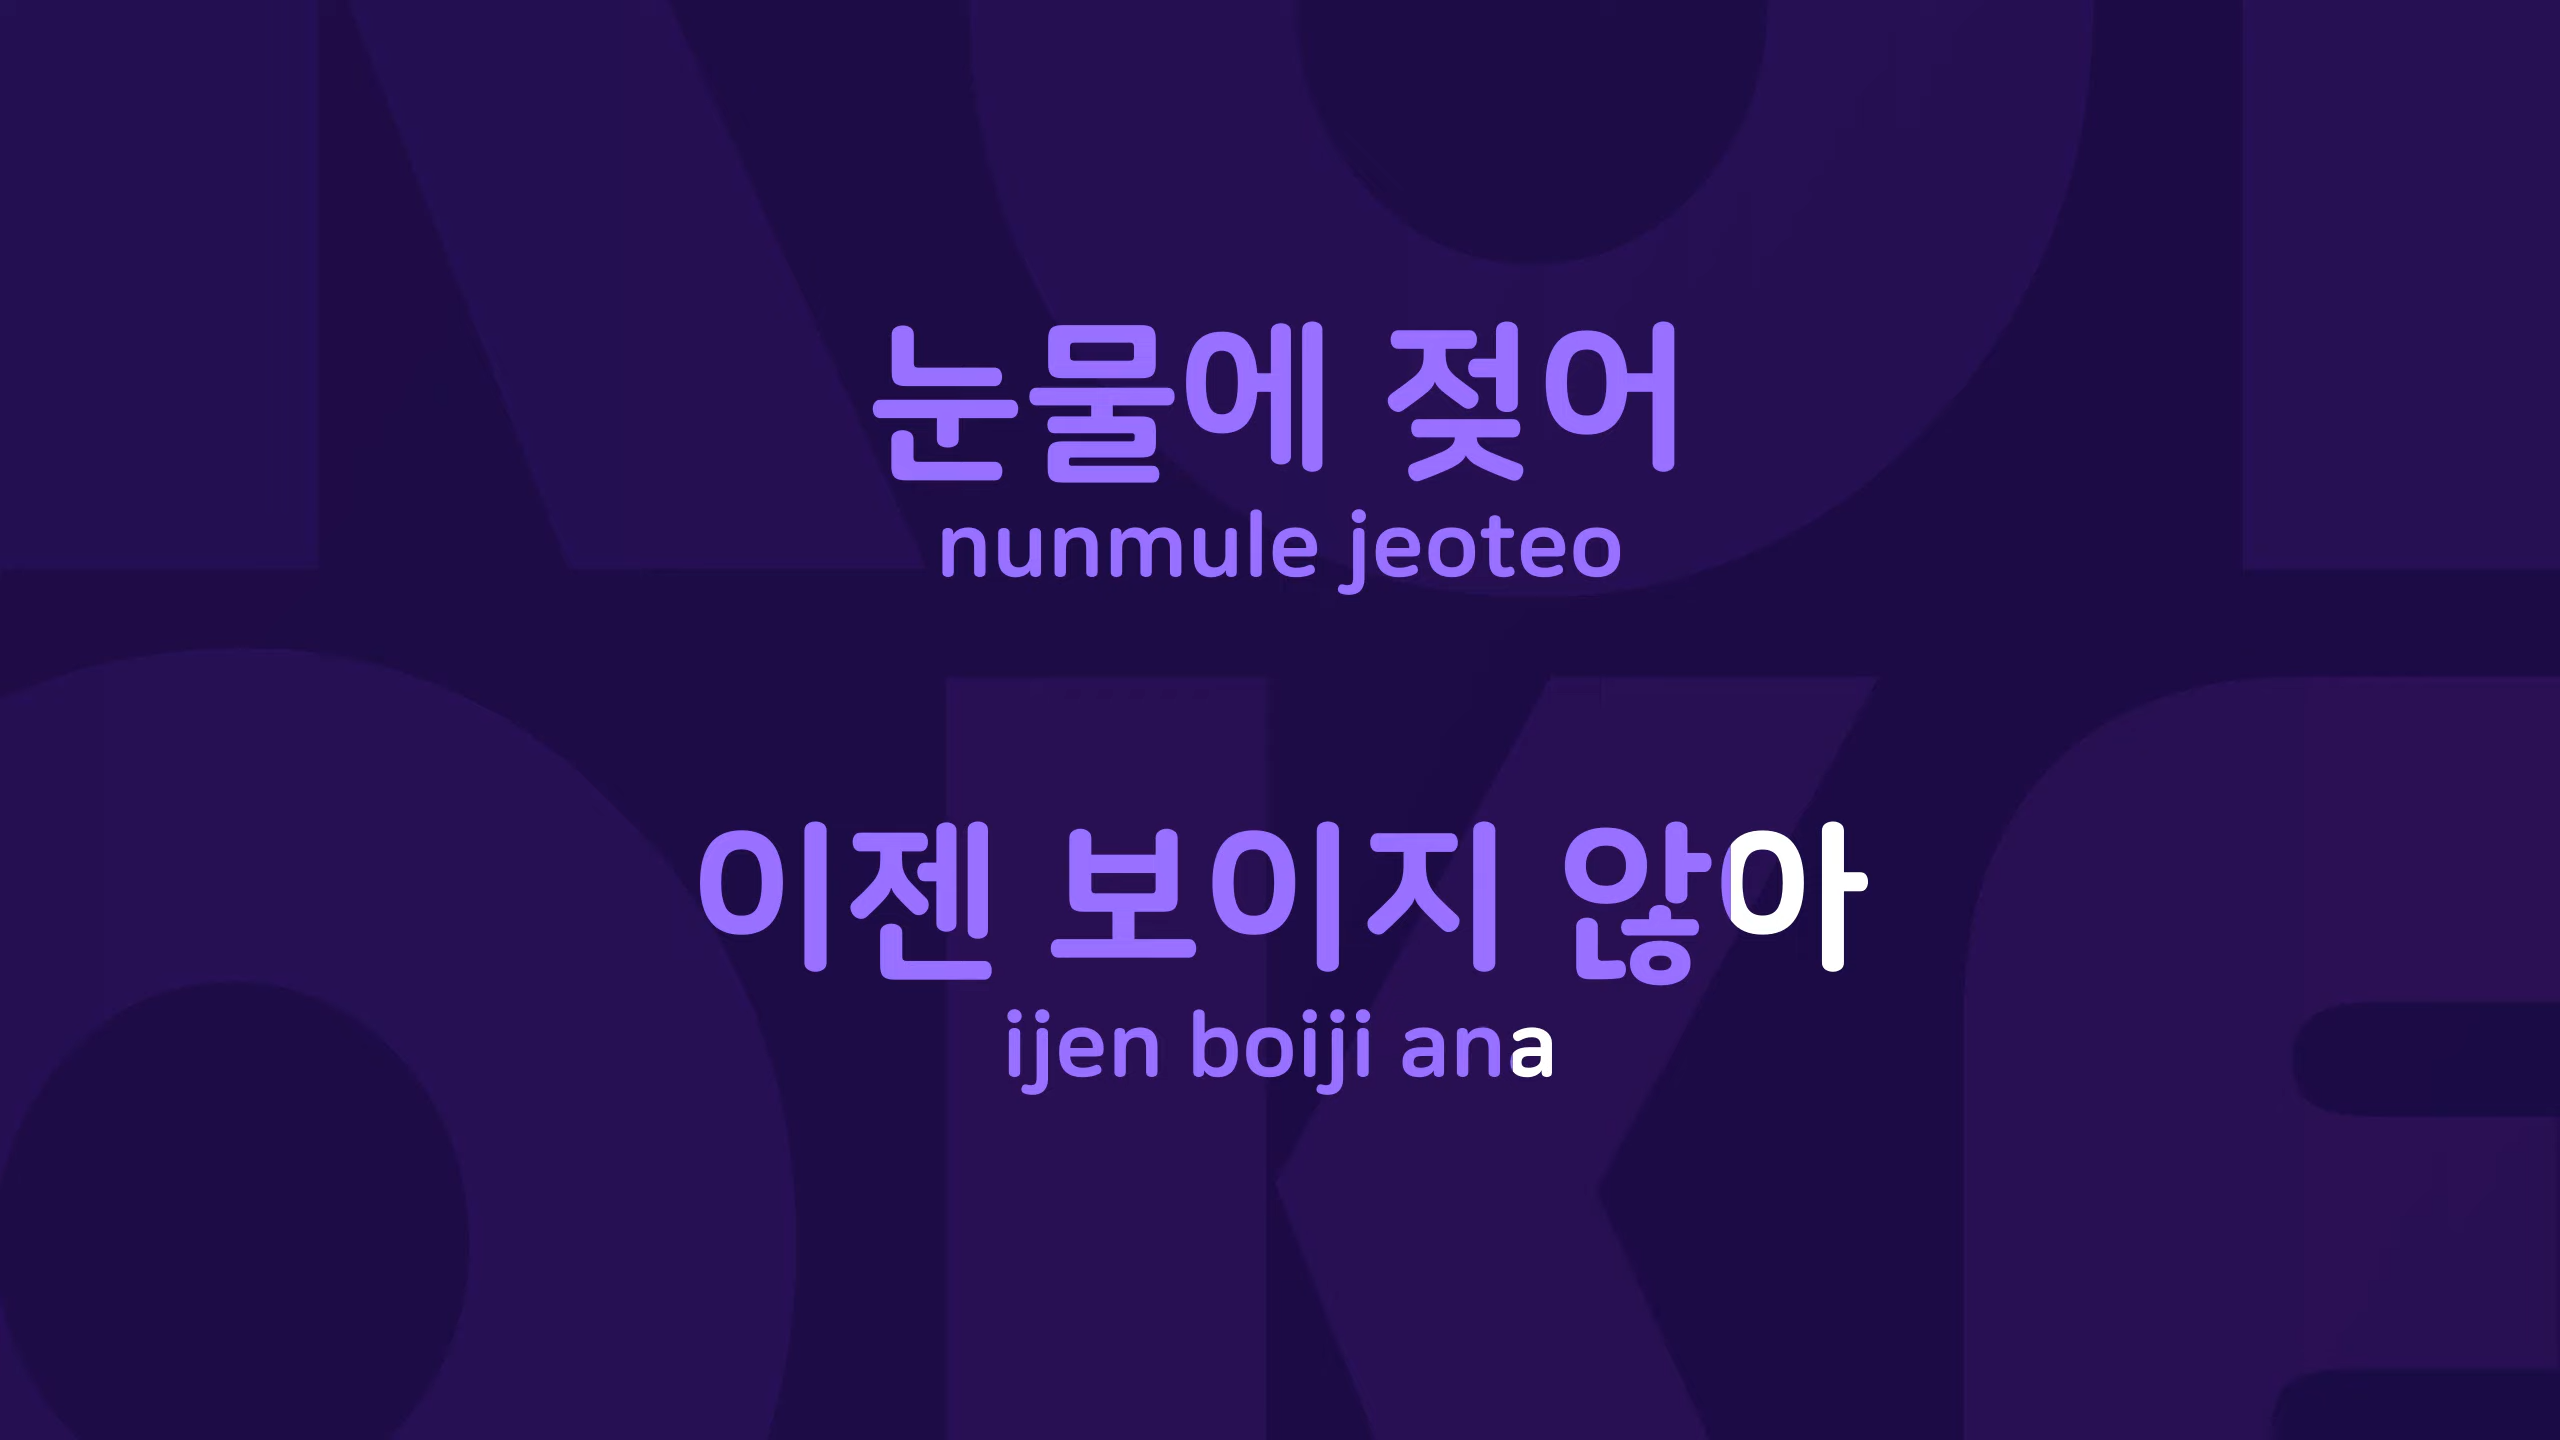 눈물에 젖어
nunmule jeoteo
이젠 보이지 않아
ijen boiji ana